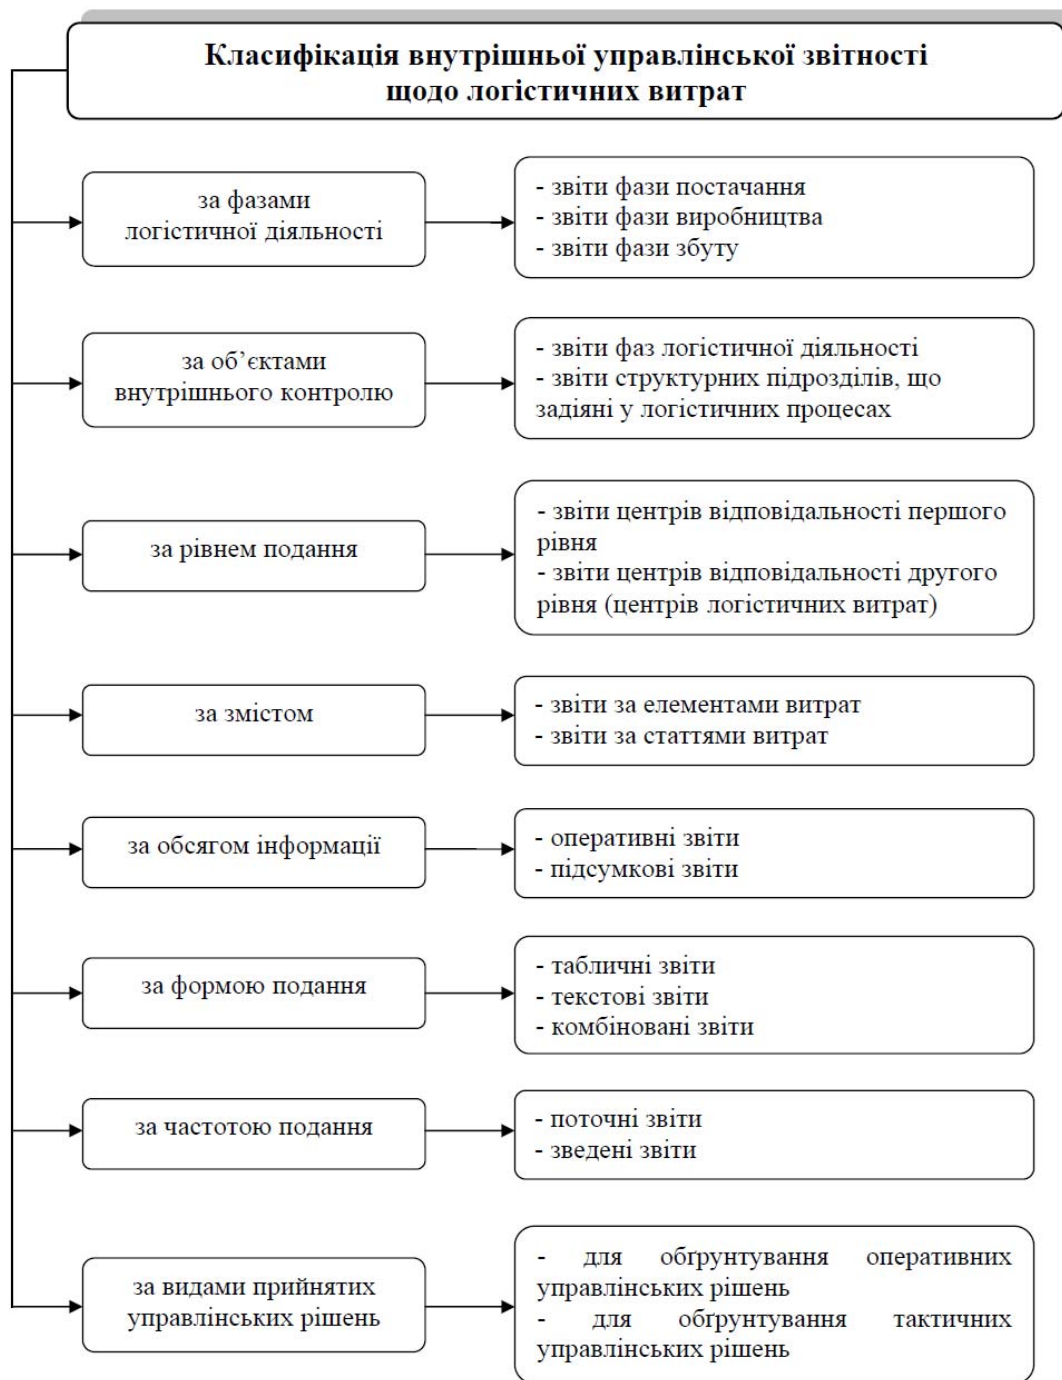 Класифікація внутрішньої управлінської звітності
щодо логістичних витрат
за фазами
логістичної діяльності
- звіти фази постачання
- звіти фази виробництва
- звіти фази збуту
за об’єктами
внутрішнього контролю
- звіти фаз логістичної діяльності
- звіти структурних підрозділів, що
задіяні у логістичних процесах
за рівнем подання
- звіти центрів відповідальності першого
рівня
- звіти центрів відповідальності другого
рівня (центрів логістичних витрат)
за змістом
- звіти за елементами витрат
- звіти за статтями витрат
за обсягом інформації
- оперативні звіти
- підсумкові звіти
за формою подання
- табличні звіти
- текстові звіти
- комбіновані звіти
за частотою подання
- поточні звіти
- зведені звіти
за видами прийнятих
управлінських рішень
- для обґрунтування оперативних
управлінських рішень
- для обґрунтування тактичних
управлінських рішень